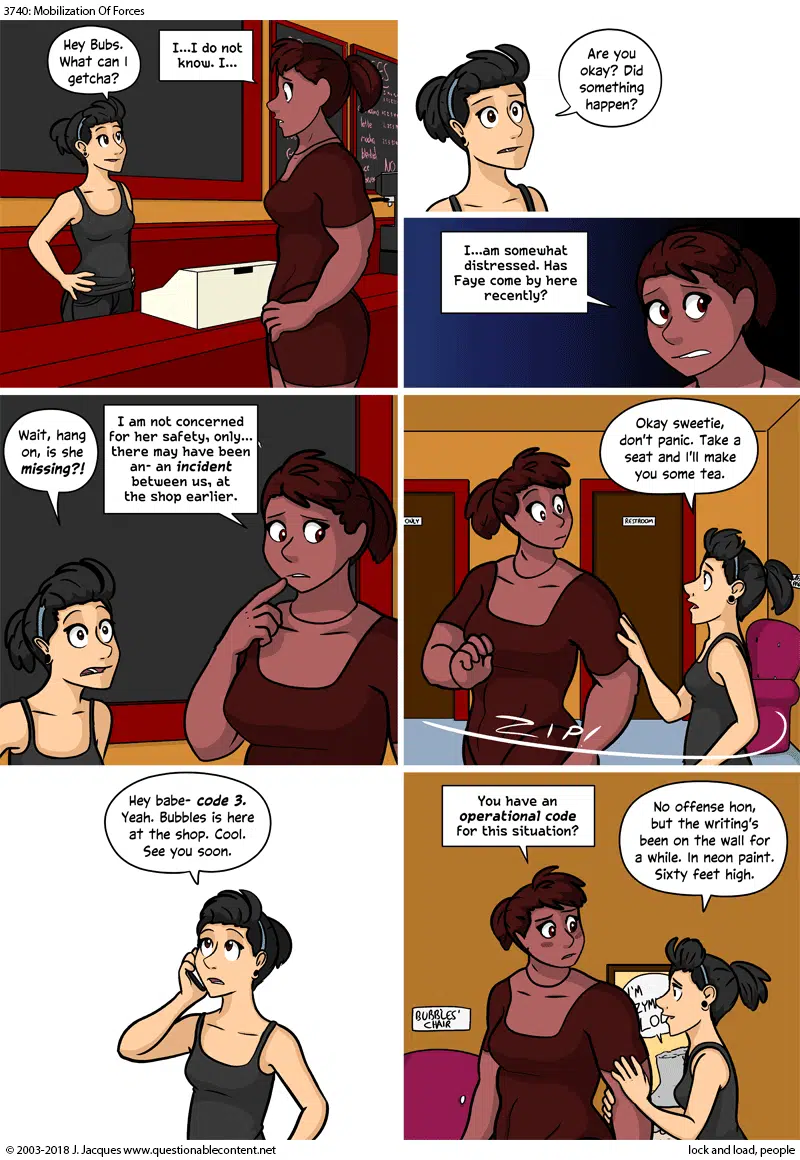 3740: Mobilization Of Forces
Hey Bubs.
What can I
getcha?
I...I do not
know. I...
Are you
okay? Did
something
happen?
I...am somewhat
distressed. Has
Faye come by here
recently?
Wait, hang
on, is she
missing?!
I am not concerned
for her safety, only...
there may have been
an- an incident
between us, at
the shop earlier.
Okay sweetie,
don't panic. Take a
seat and I'll make
you some tea.
ONLY
RESTROOM
ZIP!
Hey babe- code 3.
Yeah. Bubbles is here
at the shop. Cool.
See you soon.
You have an
operational code
for this situation?
No offense hon,
but the writing's
been on the wall for
a while. In neon paint.
Sixty feet high.
BUBBLES'
CHAIR
I'M
© 2003-2018 J. Jacques www.questionablecontent.net
lock and load, people